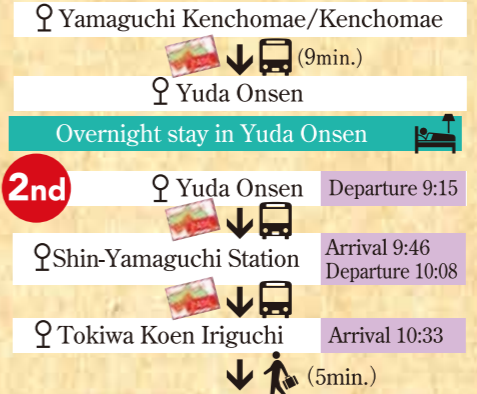 Yamaguchi Kenchomae/Kenchomae
(9min.)
Yuda Onsen
Overnight stay in Yuda Onsen
2nd
Yuda Onsen Departure 9:15
Shin-Yamaguchi Station Arrival 9:46
Departure 10:08
Tokiwa Koen Iriguchi Arrival 10:33
(5min.)